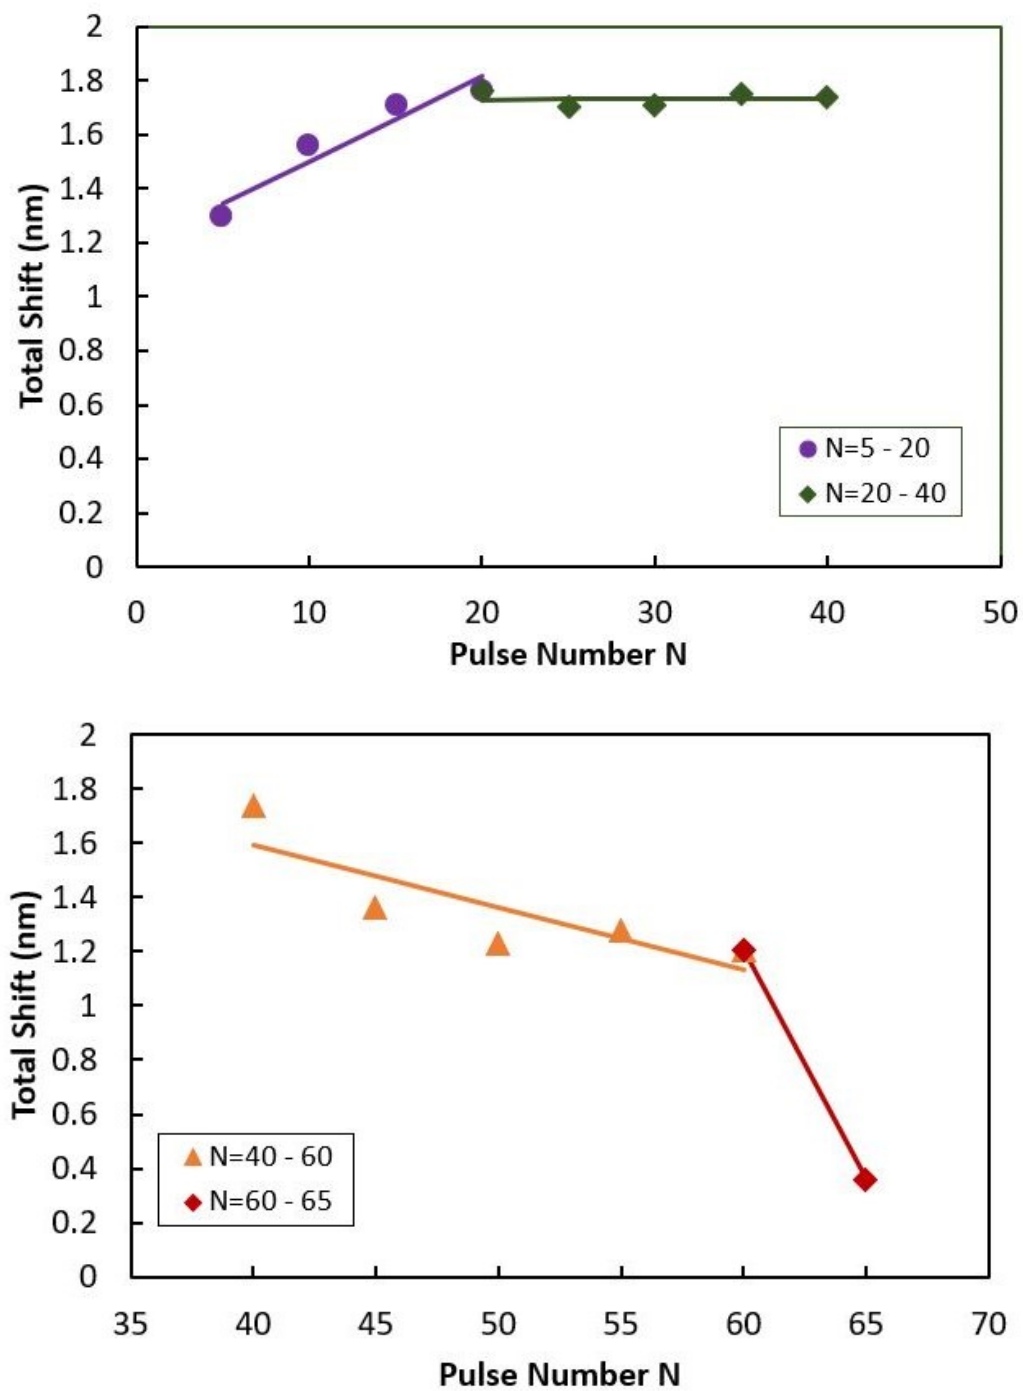 2
1.8
1.6
1.4
1.2
1
0.8
0.6
0.4
0.2
0
Total Shift (nm)
N=5 - 20
N=20 - 40
0 10 20 30 40 50
Pulse Number N
2
1.8
1.6
1.4
1.2
1
0.8
0.6
0.4
0.2
0
Total Shift (nm)
N=40 - 60
N=60 - 65
35 40 45 50 55 60 65 70
Pulse Number N